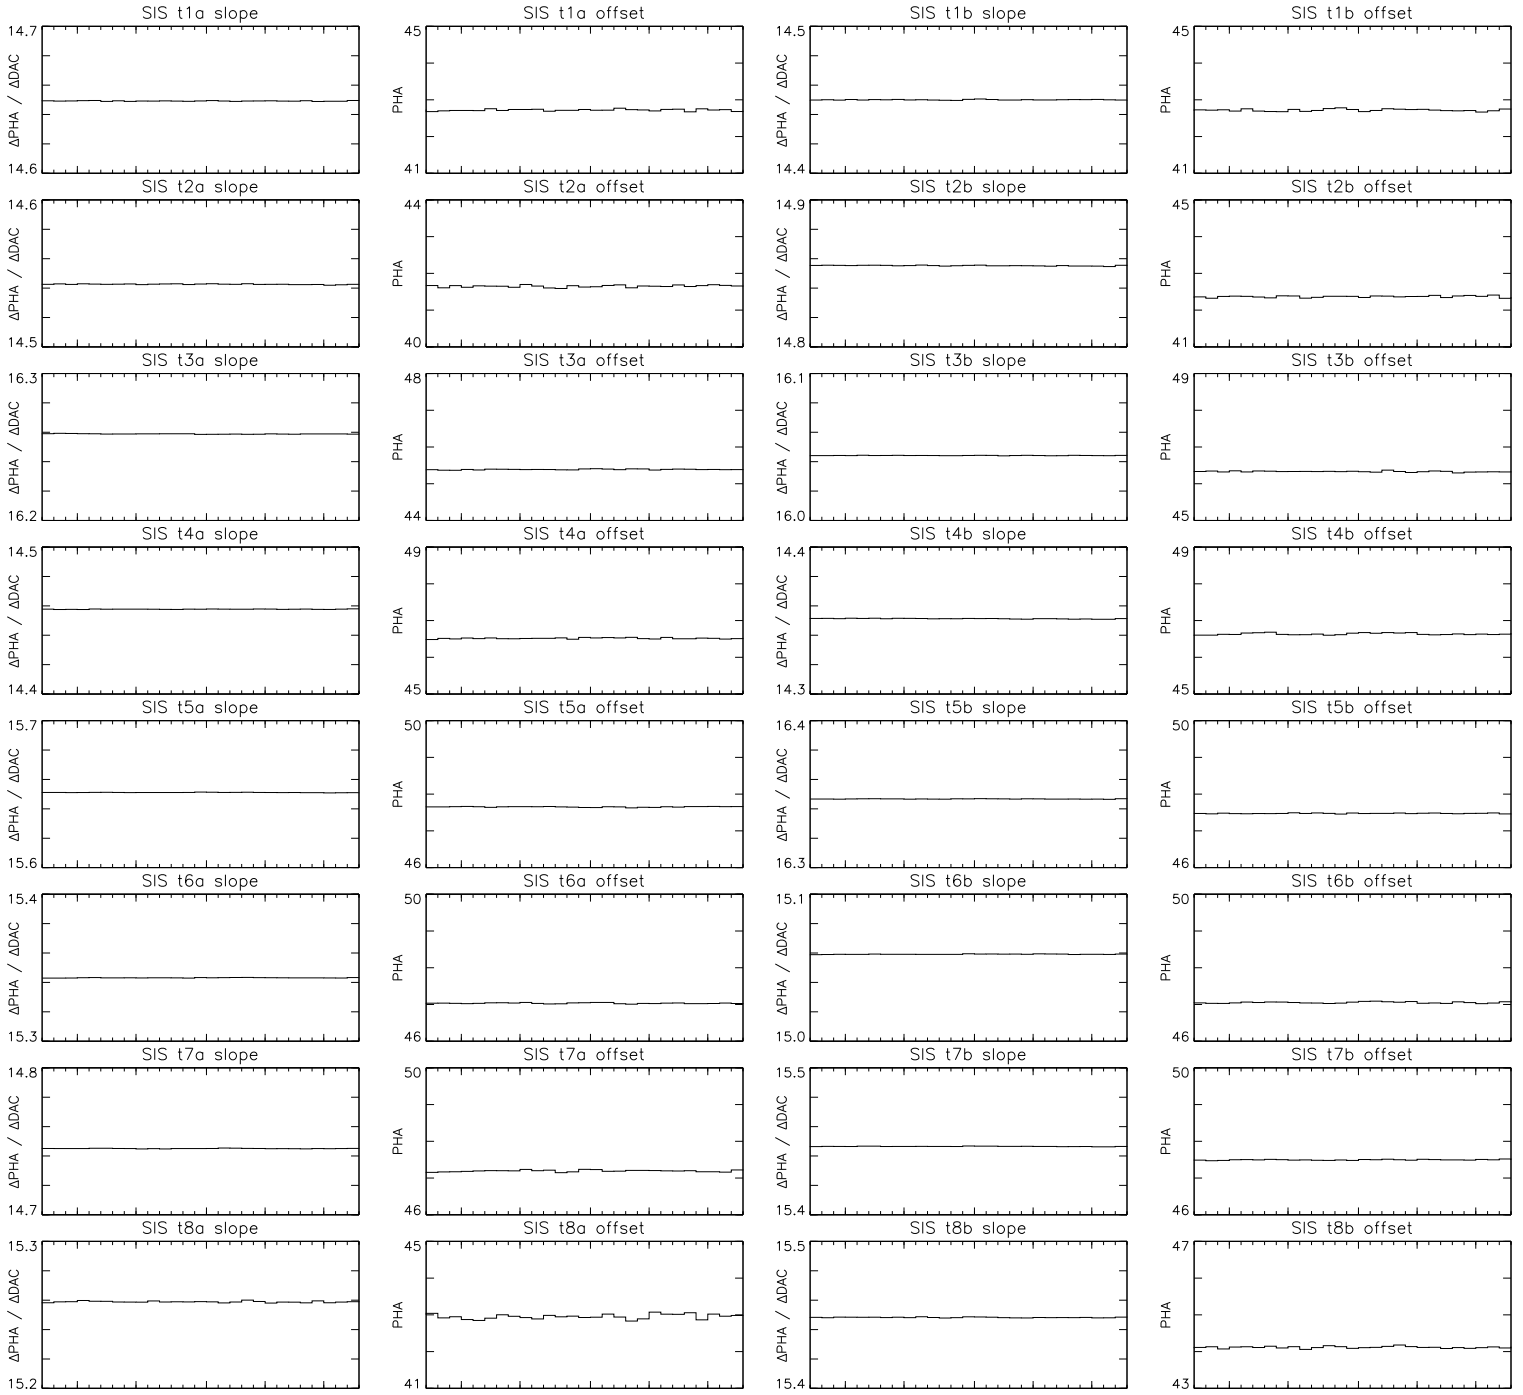 SIS t1a slope
14.7
ΔPHA / ΔDAC
14.6
SIS t1a offset
45
PHA
41
SIS t1b slope
14.5
ΔPHA / ΔDAC
14.4
SIS t1b offset
45
PHA
41
SIS t2a slope
14.6
ΔPHA / ΔDAC
14.5
SIS t2a offset
44
PHA
40
SIS t2b slope
14.9
ΔPHA / ΔDAC
14.8
SIS t2b offset
45
PHA
41
SIS t3a slope
16.3
ΔPHA / ΔDAC
16.2
SIS t3a offset
48
PHA
44
SIS t3b slope
16.1
ΔPHA / ΔDAC
16.0
SIS t3b offset
49
PHA
45
SIS t4a slope
14.5
ΔPHA / ΔDAC
14.4
SIS t4a offset
49
PHA
45
SIS t4b slope
14.4
ΔPHA / ΔDAC
14.3
SIS t4b offset
49
PHA
45
SIS t5a slope
15.7
ΔPHA / ΔDAC
15.6
SIS t5a offset
50
PHA
46
SIS t5b slope
16.4
ΔPHA / ΔDAC
16.3
SIS t5b offset
50
PHA
46
SIS t6a slope
15.4
ΔPHA / ΔDAC
15.3
SIS t6a offset
50
PHA
46
SIS t6b slope
15.1
ΔPHA / ΔDAC
15.0
SIS t6b offset
50
PHA
46
SIS t7a slope
14.8
ΔPHA / ΔDAC
14.7
SIS t7a offset
50
PHA
46
SIS t7b slope
15.5
ΔPHA / ΔDAC
15.4
SIS t7b offset
50
PHA
46
SIS t8a slope
15.3
ΔPHA / ΔDAC
15.2
SIS t8a offset
45
PHA
41
SIS t8b slope
15.5
ΔPHA / ΔDAC
15.4
SIS t8b offset
47
PHA
43